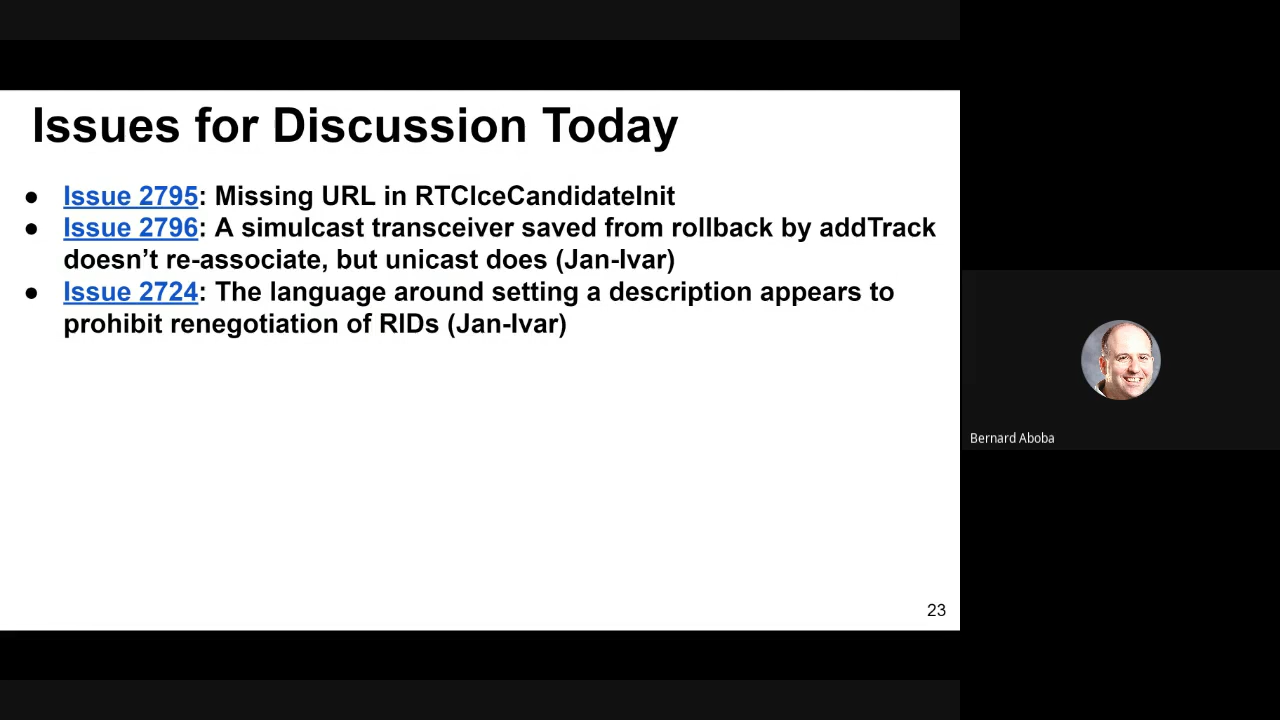 Issues for Discussion Today
● Issue 2795: Missing URL in RTCIceCandidateInit
● Issue 2796: A simulcast transceiver saved from rollback by addTrack
doesn’t re-associate, but unicast does (Jan-Ivar)
● Issue 2724: The language around setting a description appears to
prohibit renegotiation of RIDs (Jan-Ivar)
23
Bernard Aboba